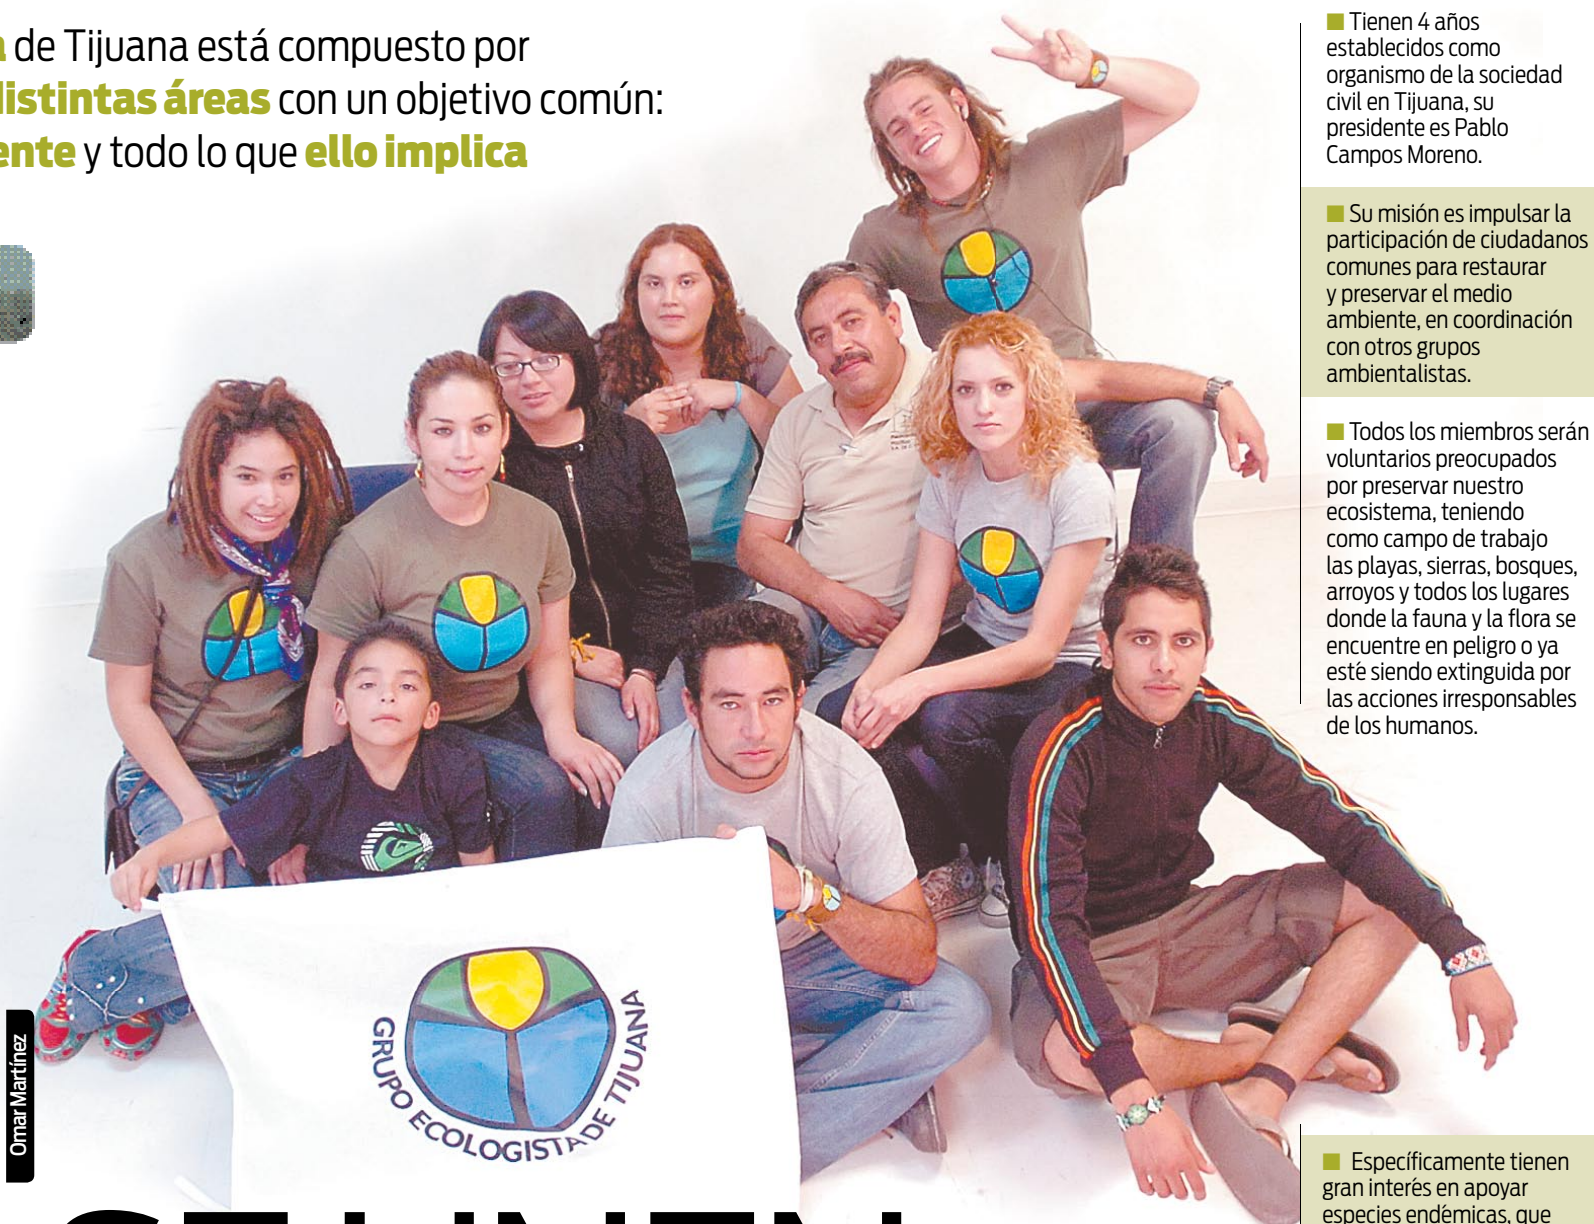 de Tijuana está compuesto por
distintas áreas con un objetivo común:
y todo lo que ello implica
Tienen 4 años
establecidos como
organismo de la sociedad
civil en Tijuana, su
presidente es Pablo
Campos Moreno.
Su misión es impulsar la
participación de ciudadanos
comunes para restaurar
y preservar el medio
ambiente, en coordinación
con otros grupos
ambientalistas.
Todos los miembros serán
voluntarios preocupados
por preservar nuestro
ecosistema, teniendo
como campo de trabajo
las playas, sierras, bosques,
arroyos y todos los lugares
donde la fauna y la flora se
encuentre en peligro o ya
esté siendo extinguida por
las acciones irresponsables
de los humanos.
GRUPO ECOLOGISTA DE TIJUANA
Omar Martínez
Específicamente tienen
gran interés en apoyar
especies endémicas, que